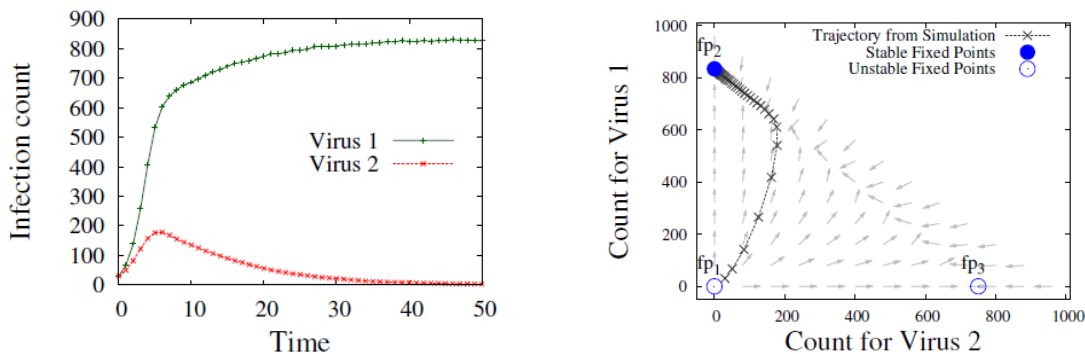 900
800
700
600
500
400
300
200
100
0
Infection count
Virus 1
Virus 2
0 10 20 30 40 50
Time
fp2
Trajectory from Simulation
Stable Fixed Points
Unstable Fixed Points
1000
800
600
400
200
0
Count for Virus 1
fp1
fp3
0 200 400 600 800 1000
Count for Virus 2